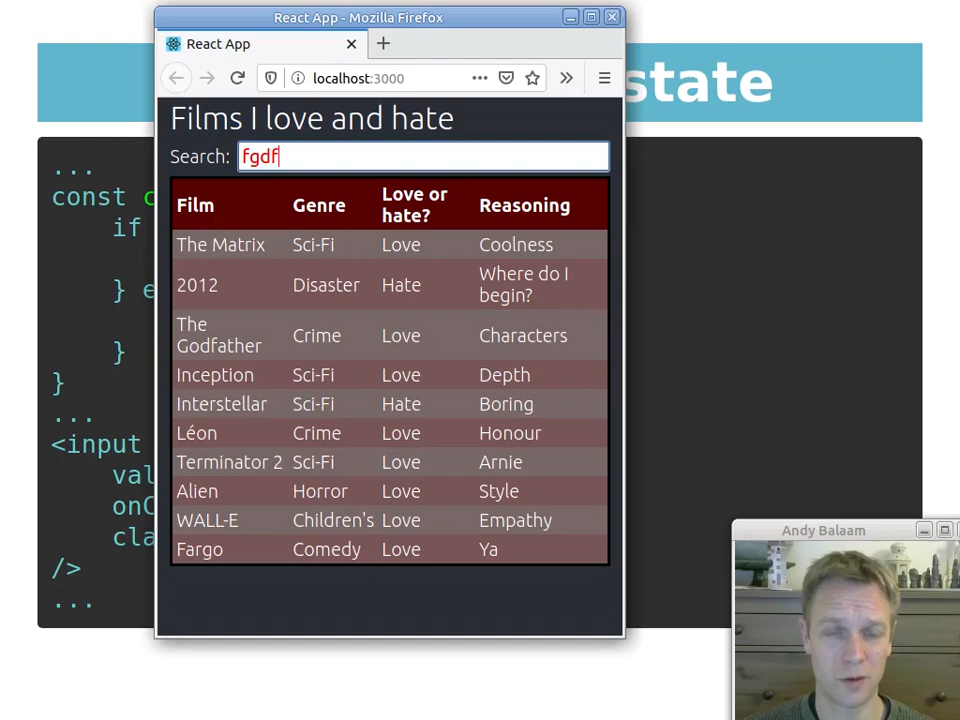 React App - Mozilla Firefox
React App
localhost:3000
state
Films I love and hate
Search: fgdf
Film Genre Love or hate? Reasoning
The Matrix Sci-Fi Love Coolness
2012 Disaster Hate Where do I begin?
The Godfather Crime Love Characters
Inception Sci-Fi Love Depth
Interstellar Sci-Fi Hate Boring
Léon Crime Love Honour
Terminator 2 Sci-Fi Love Arnie
Alien Horror Love Style
WALL-E Children's Love Empathy
Fargo Comedy Love Ya
...
const c
if
} e
}
}
...
<input
val
onC
cla
/>
...
Andy Balaam